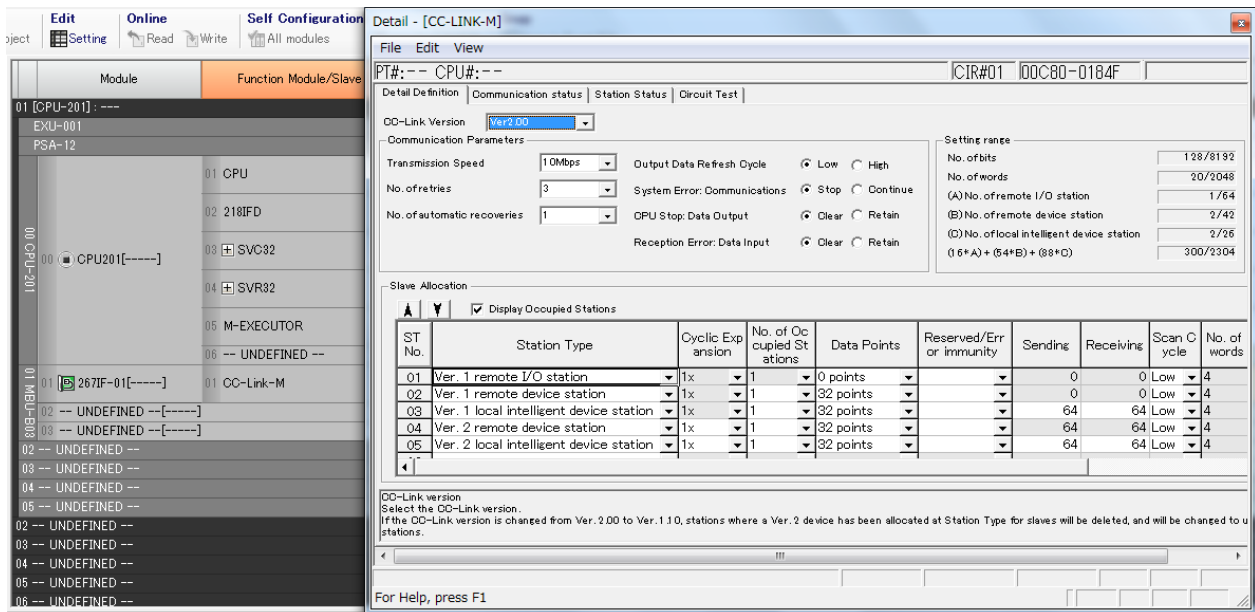 Edit Online Self Configuration
Setting Read Write All modules
Module Function Module/Slave
01 [CPU-201] : ---
EXU-001
PSA-12
00 CPU-201
00 CPU201[-----]
01 CPU
02 218IFD
03 SVC32
04 SVR32
05 M-EXECUTOR
06 -- UNDEFINED --
01 MBU-B03
01 267IF-01[-----] 01 CC-Link-M
02 -- UNDEFINED --[-----]
03 -- UNDEFINED --[-----]
02 -- UNDEFINED --
03 -- UNDEFINED --
04 -- UNDEFINED --
05 -- UNDEFINED --
02 -- UNDEFINED --
03 -- UNDEFINED --
04 -- UNDEFINED --
05 -- UNDEFINED --
06 -- UNDEFINED --
Detail - [CC-LINK-M]
File Edit View
PT#:-- CPU#:-- CIR#01 00C80-0184F
Detail Definition Communication status Station Status Circuit Test
CC-Link Version Ver2.00
Communication Parameters
Transmission Speed 10Mbps Output Data Refresh Cycle Low High
No. of retries 3 System Error: Communications Stop Continue
No. of automatic recoveries 1 CPU Stop: Data Output Clear Retain
Reception Error: Data Input Clear Retain
Setting range
No. of bits 128/8192
No. of words 20/2048
(A) No. of remote I/O station 1/64
(B) No. of remote device station 2/42
(C) No. of local intelligent device station 2/26
(16*A) + (54*B) + (88*C) 300/2304
Slave Allocation
Display Occupied Stations
ST No. Station Type Cyclic Exp ansion No. of Oc cupied St ations Data Points Reserved/Err or immunity Sending Receiving Scan C ycle No. of words
01 Ver. 1 remote I/O station 1x 1 0 points 0 0 Low 4
02 Ver. 1 remote device station 1x 1 32 points 0 0 Low 4
03 Ver. 1 local intelligent device station 1x 1 32 points 64 64 Low 4
04 Ver. 2 remote device station 1x 1 32 points 64 64 Low 4
05 Ver. 2 local intelligent device station 1x 1 32 points 64 64 Low 4
CC-Link version
Select the CC-Link version.
If the CC-Link version is changed from Ver. 2.00 to Ver. 1.10, stations where a Ver. 2 device has been allocated at Station Type for slaves will be deleted, and will be changed to u
stations.
For Help, press F1